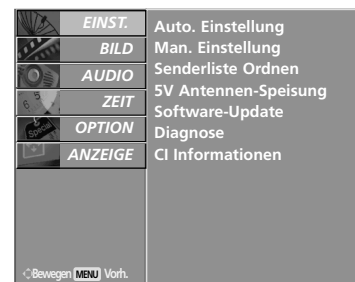 EINST.
BILD
AUDIO
ZEIT
OPTION
ANZEIGE
Auto. Einstellung
Man. Einstellung
Senderliste Ordnen
5V Antennen-Speisung
Software-Update
Diagnose
CI Informationen
Bewegen MENU Vorh.
Special